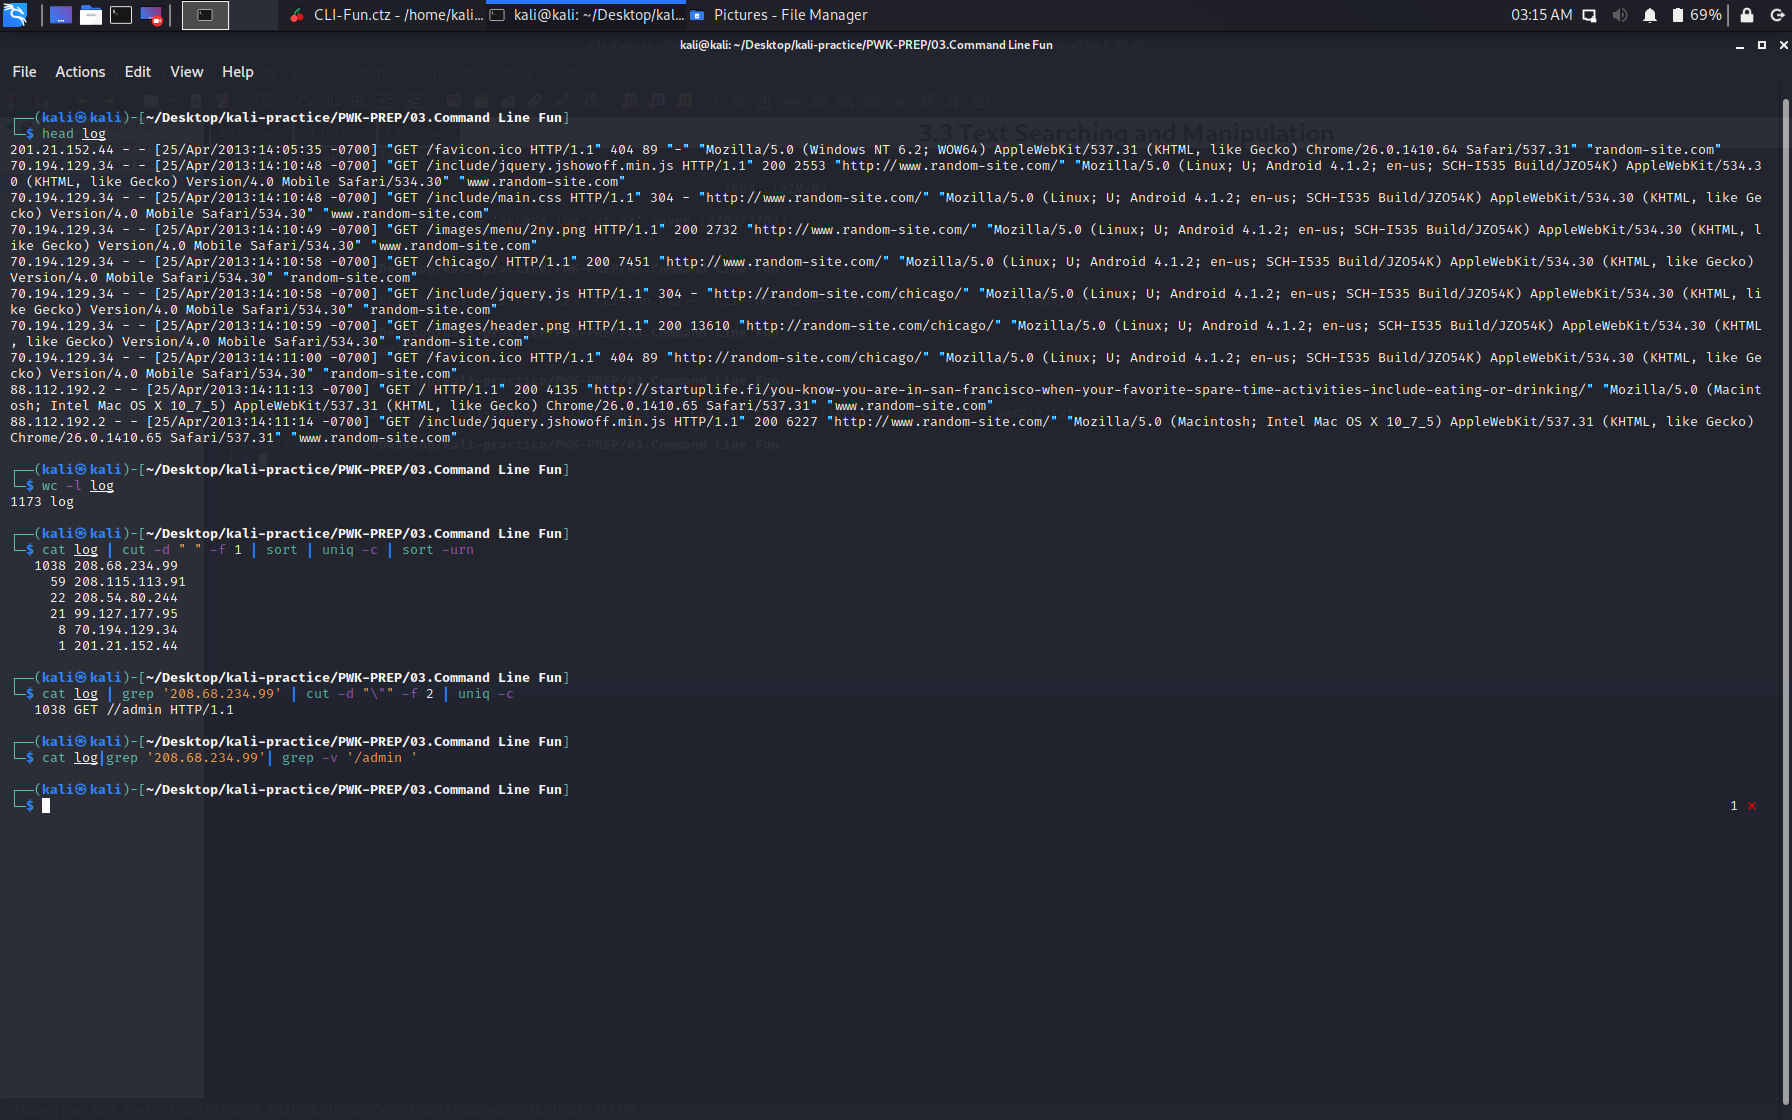 CLI-Fun.ctz - /home/kali...
kali@kali: ~/Desktop/kal...
Pictures - File Manager
03:15 AM
69%
kali@kali: ~/Desktop/kali-practice/PWK-PREP/03.Command Line Fun
File Actions Edit View Help
3.3 Text Searching and Manipulation
┌──(kali㉿kali)-[~/Desktop/kali-practice/PWK-PREP/03.Command Line Fun]
└─$ head log
201.21.152.44 - - [25/Apr/2013:14:05:35 -0700] "GET /favicon.ico HTTP/1.1" 404 89 "-" "Mozilla/5.0 (Windows NT 6.2; WOW64) AppleWebKit/537.31 (KHTML, like Gecko) Chrome/26.0.1410.64 Safari/537.31" "random-site.com"
70.194.129.34 - - [25/Apr/2013:14:10:48 -0700] "GET /include/jquery.jshowoff.min.js HTTP/1.1" 200 2553 "http://www.random-site.com/" "Mozilla/5.0 (Linux; U; Android 4.1.2; en-us; SCH-I535 Build/JZO54K) AppleWebKit/534.3
0 (KHTML, like Gecko) Version/4.0 Mobile Safari/534.30" "www.random-site.com"
70.194.129.34 - - [25/Apr/2013:14:10:48 -0700] "GET /include/main.css HTTP/1.1" 304 - "http://www.random-site.com/" "Mozilla/5.0 (Linux; U; Android 4.1.2; en-us; SCH-I535 Build/JZO54K) AppleWebKit/534.30 (KHTML, like Ge
cko) Version/4.0 Mobile Safari/534.30" "www.random-site.com"
70.194.129.34 - - [25/Apr/2013:14:10:49 -0700] "GET /images/menu/2ny.png HTTP/1.1" 200 2732 "http://www.random-site.com/" "Mozilla/5.0 (Linux; U; Android 4.1.2; en-us; SCH-I535 Build/JZO54K) AppleWebKit/534.30 (KHTML, l
ike Gecko) Version/4.0 Mobile Safari/534.30" "www.random-site.com"
70.194.129.34 - - [25/Apr/2013:14:10:58 -0700] "GET /chicago/ HTTP/1.1" 200 7451 "http://www.random-site.com/" "Mozilla/5.0 (Linux; U; Android 4.1.2; en-us; SCH-I535 Build/JZO54K) AppleWebKit/534.30 (KHTML, like Gecko)
Version/4.0 Mobile Safari/534.30" "random-site.com"
70.194.129.34 - - [25/Apr/2013:14:10:58 -0700] "GET /include/jquery.js HTTP/1.1" 304 - "http://random-site.com/chicago/" "Mozilla/5.0 (Linux; U; Android 4.1.2; en-us; SCH-I535 Build/JZO54K) AppleWebKit/534.30 (KHTML, li
ke Gecko) Version/4.0 Mobile Safari/534.30" "random-site.com"
70.194.129.34 - - [25/Apr/2013:14:10:59 -0700] "GET /images/header.png HTTP/1.1" 200 13610 "http://random-site.com/chicago/" "Mozilla/5.0 (Linux; U; Android 4.1.2; en-us; SCH-I535 Build/JZO54K) AppleWebKit/534.30 (KHTML
, like Gecko) Version/4.0 Mobile Safari/534.30" "random-site.com"
70.194.129.34 - - [25/Apr/2013:14:11:00 -0700] "GET /favicon.ico HTTP/1.1" 404 89 "http://random-site.com/chicago/" "Mozilla/5.0 (Linux; U; Android 4.1.2; en-us; SCH-I535 Build/JZO54K) AppleWebKit/534.30 (KHTML, like Ge
cko) Version/4.0 Mobile Safari/534.30" "random-site.com"
88.112.192.2 - - [25/Apr/2013:14:11:13 -0700] "GET / HTTP/1.1" 200 4135 "http://startuplife.fi/you-know-you-are-in-san-francisco-when-your-favorite-spare-time-activities-include-eating-or-drinking/" "Mozilla/5.0 (Macint
osh; Intel Mac OS X 10_7_5) AppleWebKit/537.31 (KHTML, like Gecko) Chrome/26.0.1410.65 Safari/537.31" "www.random-site.com"
88.112.192.2 - - [25/Apr/2013:14:11:14 -0700] "GET /include/jquery.jshowoff.min.js HTTP/1.1" 200 6227 "http://www.random-site.com/" "Mozilla/5.0 (Macintosh; Intel Mac OS X 10_7_5) AppleWebKit/537.31 (KHTML, like Gecko)
Chrome/26.0.1410.65 Safari/537.31" "www.random-site.com"
┌──(kali㉿kali)-[~/Desktop/kali-practice/PWK-PREP/03.Command Line Fun]
└─$ wc -l log
1173 log
┌──(kali㉿kali)-[~/Desktop/kali-practice/PWK-PREP/03.Command Line Fun]
└─$ cat log | cut -d " " -f 1 | sort | uniq -c | sort -urn
1038 208.68.234.99
59 208.115.113.91
22 208.54.80.244
21 99.127.177.95
8 70.194.129.34
1 201.21.152.44
┌──(kali㉿kali)-[~/Desktop/kali-practice/PWK-PREP/03.Command Line Fun]
└─$ cat log | grep '208.68.234.99' | cut -d "\"" -f 2 | uniq -c
1038 GET //admin HTTP/1.1
┌──(kali㉿kali)-[~/Desktop/kali-practice/PWK-PREP/03.Command Line Fun]
└─$ cat log|grep '208.68.234.99'| grep -v '/admin '
┌──(kali㉿kali)-[~/Desktop/kali-practice/PWK-PREP/03.Command Line Fun]
└─$
1 ⨯